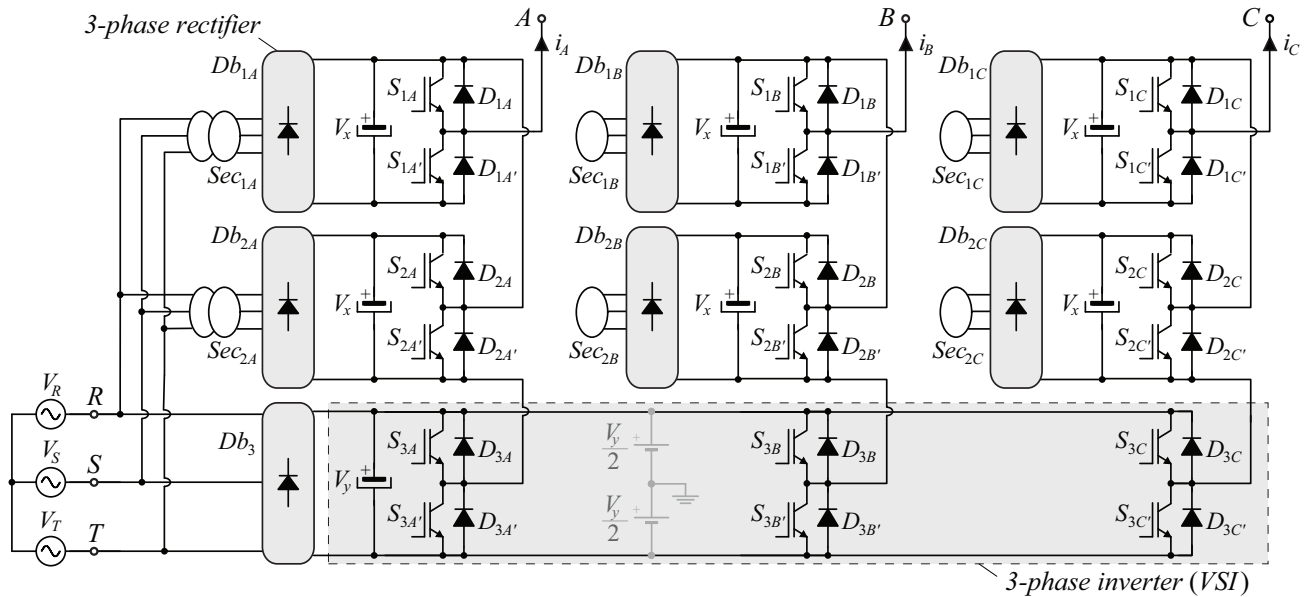 3-phase rectifier
A
B
C
i_A
i_B
i_C
Db_1A
Db_1B
Db_1C
S_1A
D_1A
S_1B
D_1B
S_1C
D_1C
V_x
+
V_x
+
V_x
+
S_1A'
D_1A'
S_1B'
D_1B'
S_1C'
D_1C'
Sec_1A
Sec_1B
Sec_1C
Db_2A
Db_2B
Db_2C
S_2A
D_2A
S_2B
D_2B
S_2C
D_2C
V_x
+
V_x
+
V_x
+
S_2A'
D_2A'
S_2B'
D_2B'
S_2C'
D_2C'
Sec_2A
Sec_2B
Sec_2C
V_R
R
V_S
S
V_T
T
Db_3
V_y
+
S_3A
D_3A
V_y/2
+
S_3B
D_3B
S_3C
D_3C
S_3A'
D_3A'
V_y/2
+
S_3B'
D_3B'
S_3C'
D_3C'
3-phase inverter (VSI)